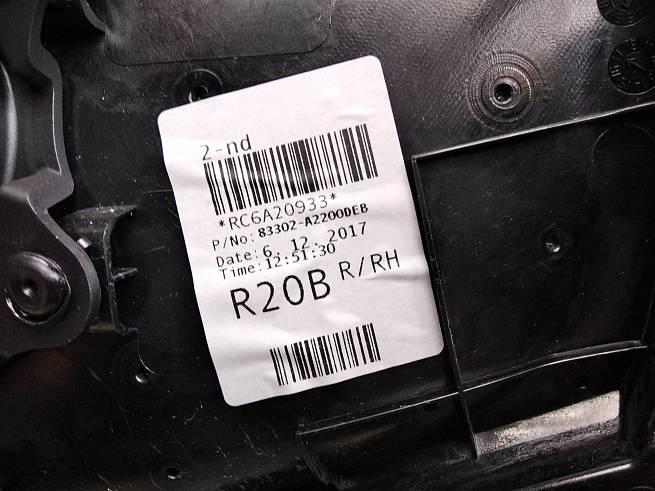 2-nd
*RC6A20933*
P/No: 83302-A2200DEB
Date: 6. 12. 2017
Time:12:51:30
R20B R/RH